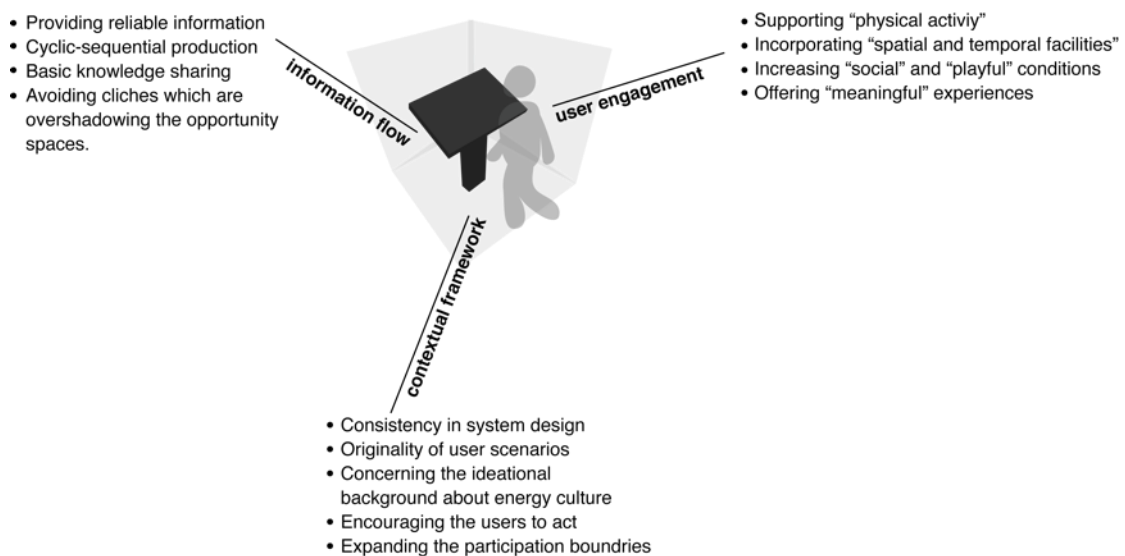 • Providing reliable information
• Cyclic-sequential production
• Basic knowledge sharing
• Avoiding cliches which are
overshadowing the opportunity
spaces.
information flow
• Supporting “physical activiy”
• Incorporating “spatial and temporal facilities”
• Increasing “social” and “playful” conditions
• Offering “meaningful” experiences
user engagement
contextual framework
• Consistency in system design
• Originality of user scenarios
• Concerning the ideational
background about energy culture
• Encouraging the users to act
• Expanding the participation boundries